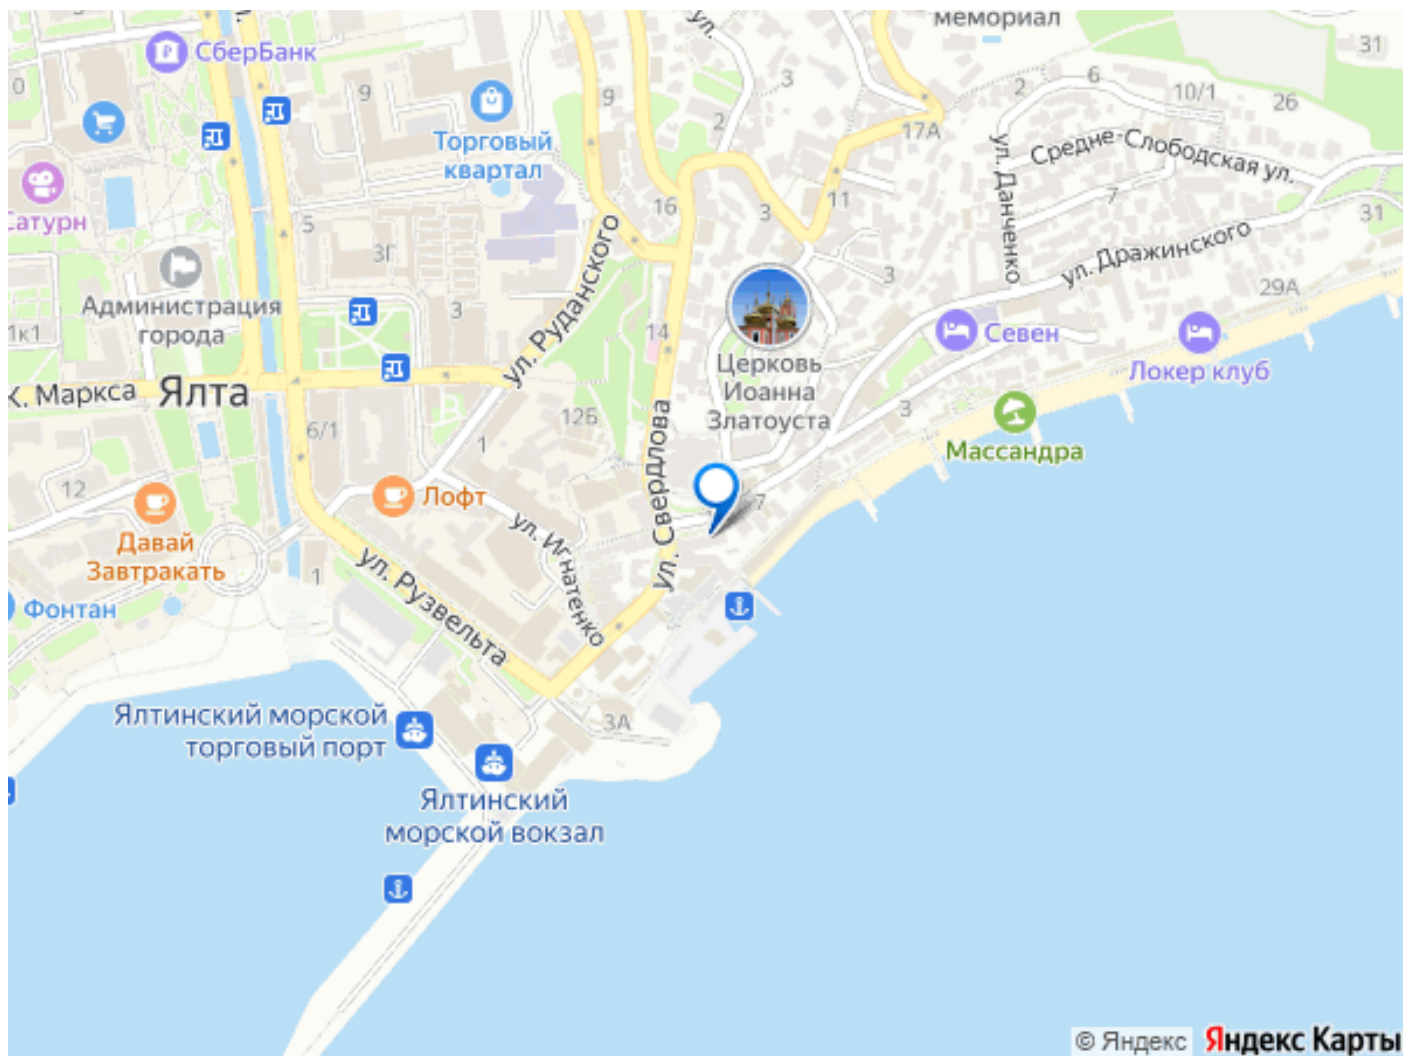 мемориал
СберБанк
31
ул.
0
9
3
9
2
6
10/1
26
2
17А
Торговый
квартал
Средне-Слободская ул.
ул. Данченко
Сатурн
16
3
11
7
31
5
3Г
ул. Руданского
ул. Дражинского
3
Администрация
города
3
14
29А
1к1
Севен
Церковь
Иоанна
Златоуста
Локер клуб
К. Маркса
Ялта
12Б
3
6/1
1
ул. Свердлова
Массандра
12
Лофт
7
ул. Игнатенко
Давай
Завтракать
1
ул. Рузвельта
Фонтан
Ялтинский морской
торговый порт
3А
Ялтинский
морской вокзал
© Яндекс Яндекс Карты